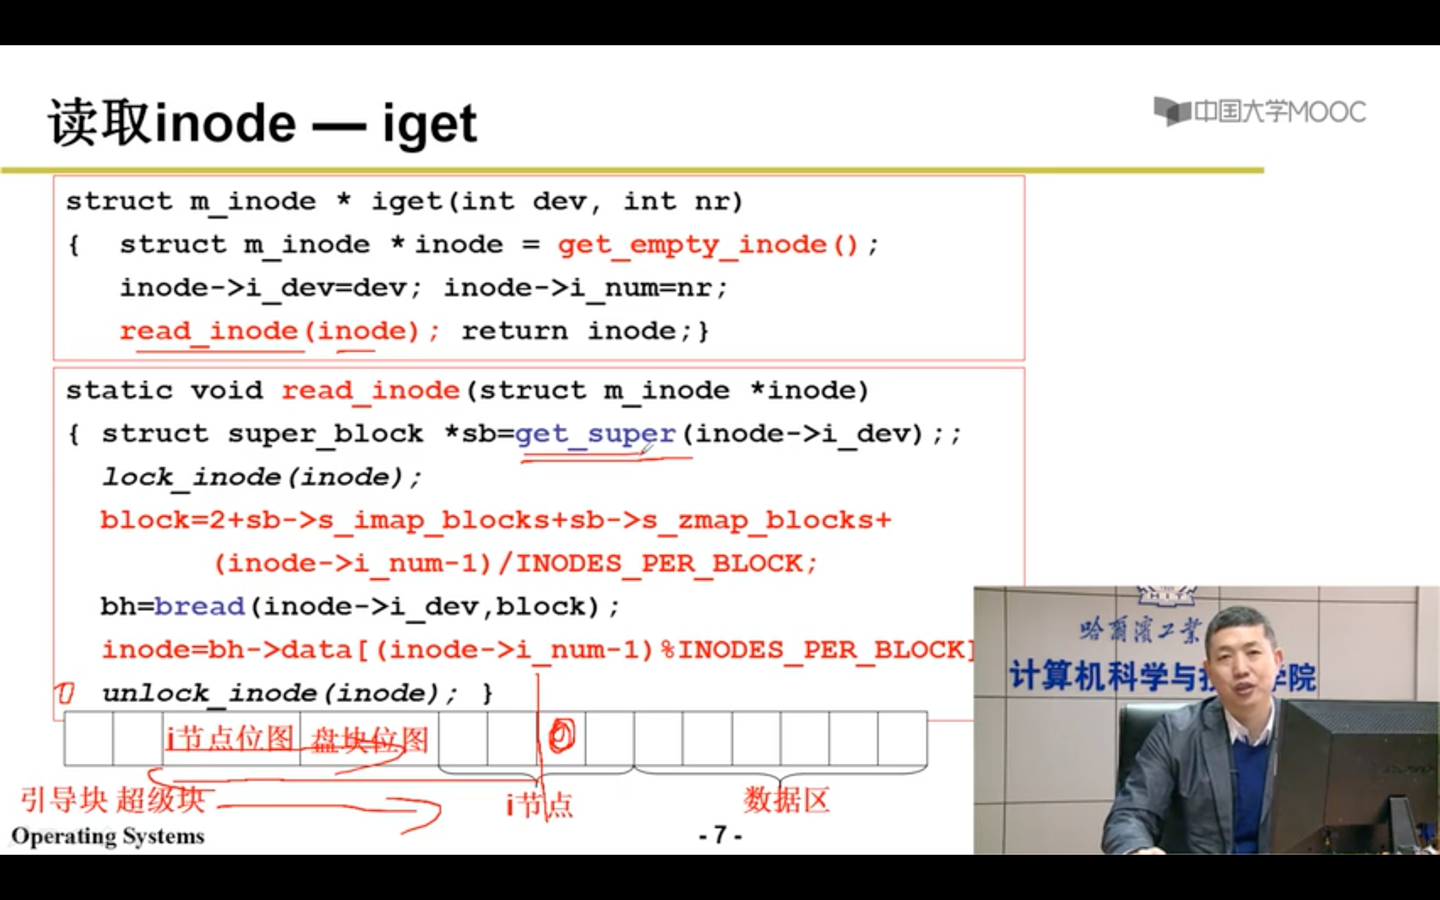 读取inode — iget
中国大学MOOC
struct m_inode * iget(int dev, int nr)
{ struct m_inode *inode = get_empty_inode();
inode->i_dev=dev; inode->i_num=nr;
read_inode(inode); return inode;}
static void read_inode(struct m_inode *inode)
{ struct super_block *sb=get_super(inode->i_dev);;
lock_inode(inode);
block=2+sb->s_imap_blocks+sb->s_zmap_blocks+
(inode->i_num-1)/INODES_PER_BLOCK;
bh=bread(inode->i_dev,block);
inode=bh->data[(inode->i_num-1)%INODES_PER_BLOCK]
unlock_inode(inode); }
i节点位图 盘块位图
引导块 超级块 i节点 数据区
Operating Systems
- 7 -
HIT
哈尔滨工业
计算机科学与技 学院